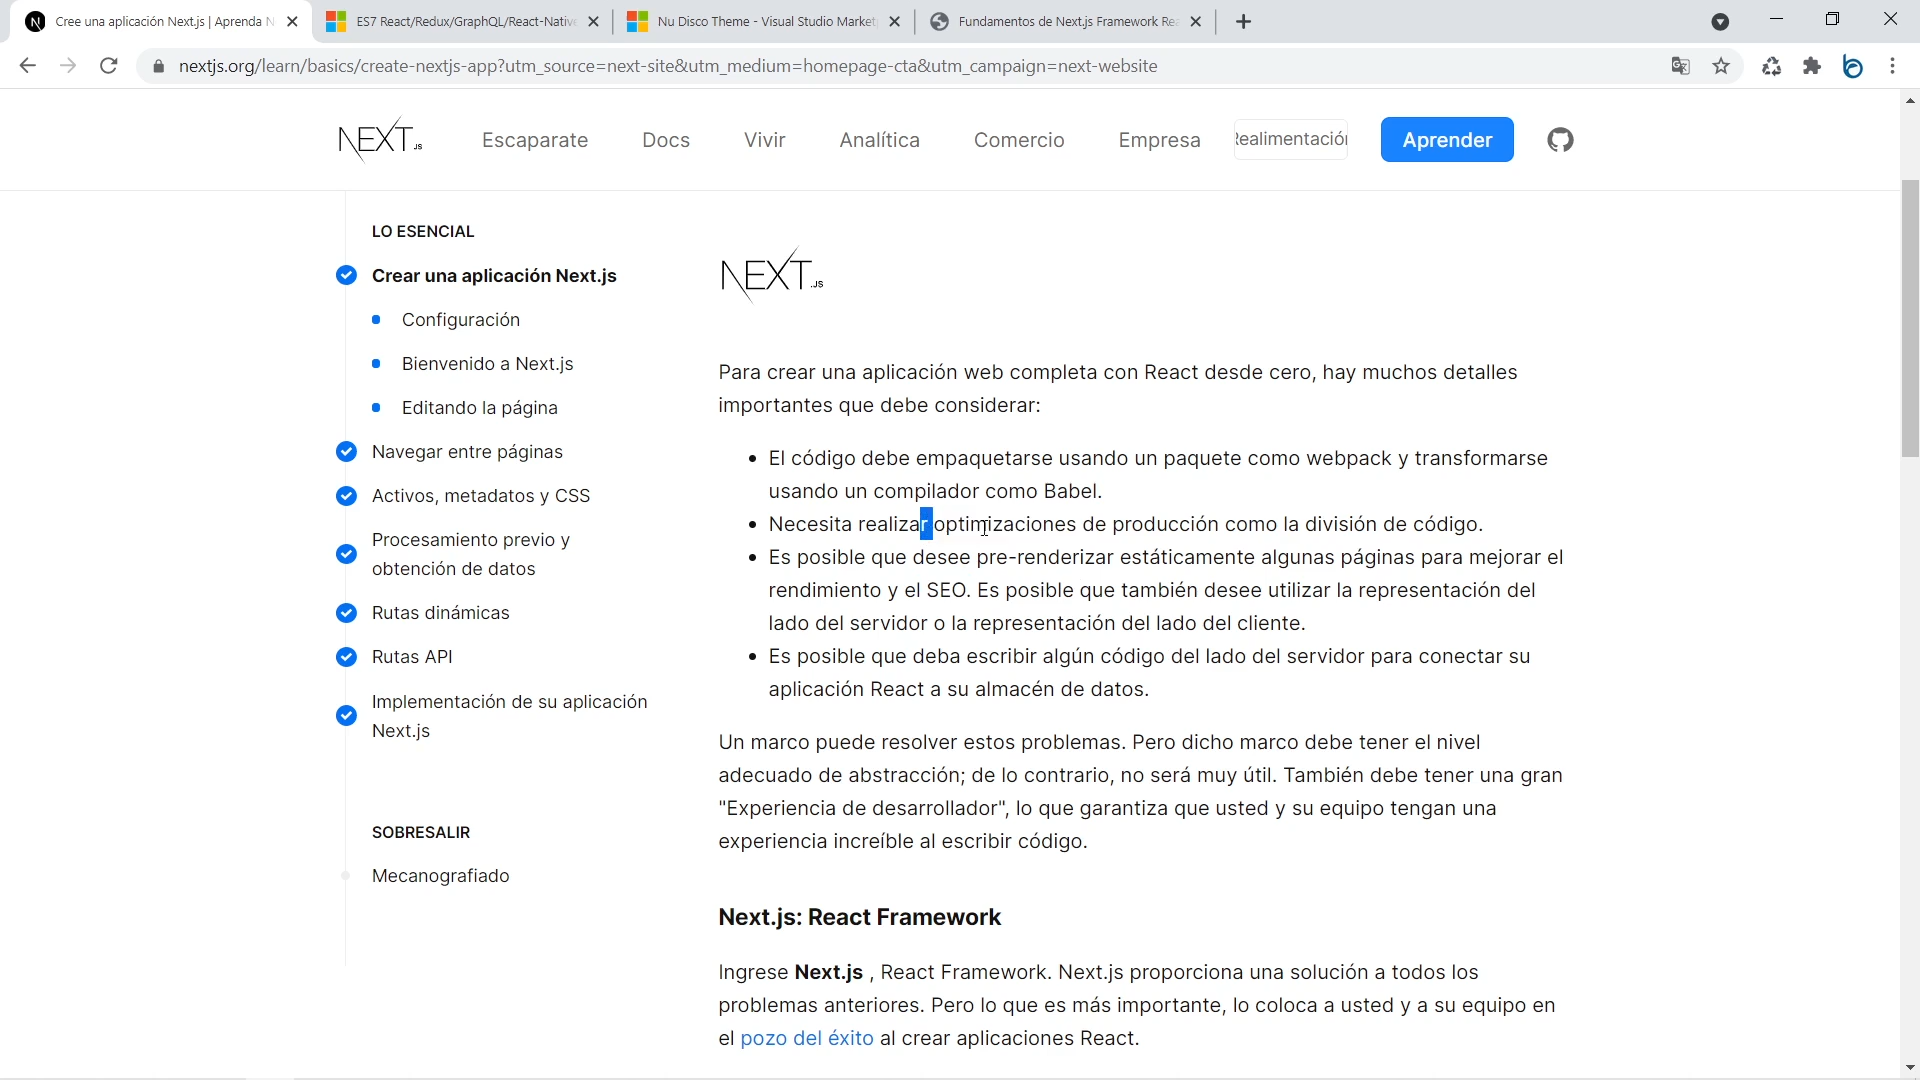 Cree una aplicación Next.js | Aprenda N
ES7 React/Redux/GraphQL/React-Native
Nu Disco Theme - Visual Studio Market
Fundamentos de Next.js Framework Rea
nextjs.org/learn/basics/create-nextjs-app?utm_source=next-site&utm_medium=homepage-cta&utm_campaign=next-website
NEXT.JS
Escaparate
Docs
Vivir
Analítica
Comercio
Empresa
Realimentación
Aprender
LO ESENCIAL
Crear una aplicación Next.js
Configuración
Bienvenido a Next.js
Editando la página
Navegar entre páginas
Activos, metadatos y CSS
Procesamiento previo y
obtención de datos
Rutas dinámicas
Rutas API
Implementación de su aplicación
Next.js
SOBRESALIR
Mecanografiado
NEXT.JS
Para crear una aplicación web completa con React desde cero, hay muchos detalles
importantes que debe considerar:
El código debe empaquetarse usando un paquete como webpack y transformarse
usando un compilador como Babel.
Necesita realizar optimizaciones de producción como la división de código.
Es posible que desee pre-renderizar estáticamente algunas páginas para mejorar el
rendimiento y el SEO. Es posible que también desee utilizar la representación del
lado del servidor o la representación del lado del cliente.
Es posible que deba escribir algún código del lado del servidor para conectar su
aplicación React a su almacén de datos.
Un marco puede resolver estos problemas. Pero dicho marco debe tener el nivel
adecuado de abstracción; de lo contrario, no será muy útil. También debe tener una gran
"Experiencia de desarrollador", lo que garantiza que usted y su equipo tengan una
experiencia increíble al escribir código.
Next.js: React Framework
Ingrese Next.js , React Framework. Next.js proporciona una solución a todos los
problemas anteriores. Pero lo que es más importante, lo coloca a usted y a su equipo en
el pozo del éxito al crear aplicaciones React.